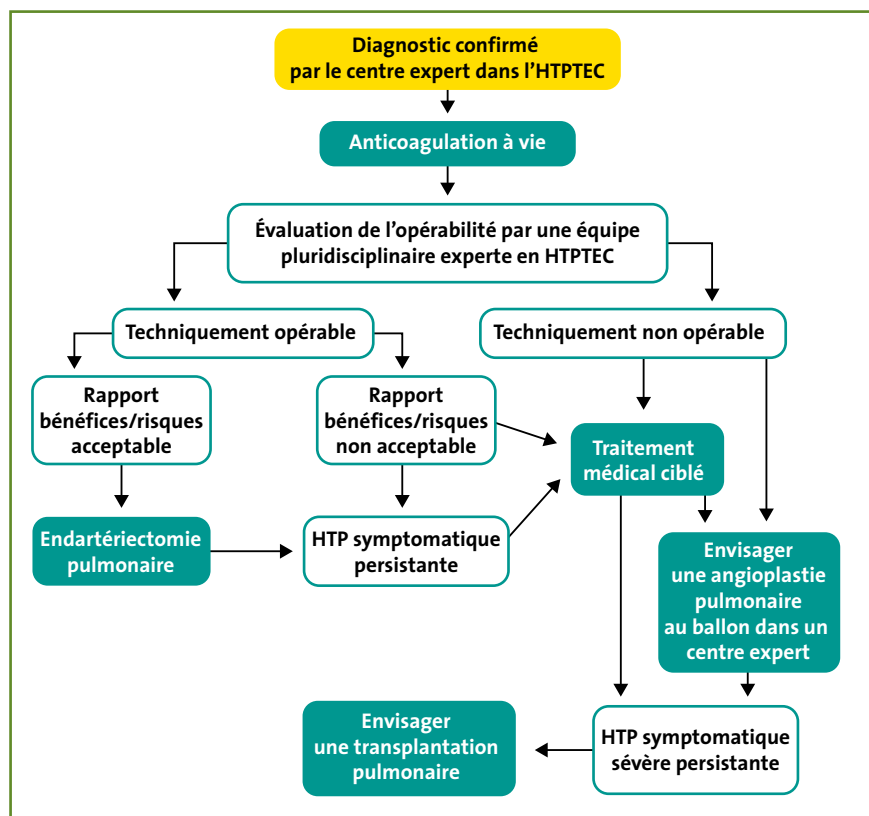 Diagnostic confirmé
par le centre expert dans l’HTPTEC
Anticoagulation à vie
Évaluation de l’opérabilité par une équipe
pluridisciplinaire experte en HTPTEC
Techniquement opérable
Techniquement non opérable
Rapport
bénéfices/risques
acceptable
Rapport
bénéfices/risques
non acceptable
Traitement
médical ciblé
Endartériectomie
pulmonaire
HTP symptomatique
persistante
Envisager
une angioplastie
pulmonaire
au ballon dans un
centre expert
Envisager
une transplantation
pulmonaire
HTP symptomatique
sévère persistante